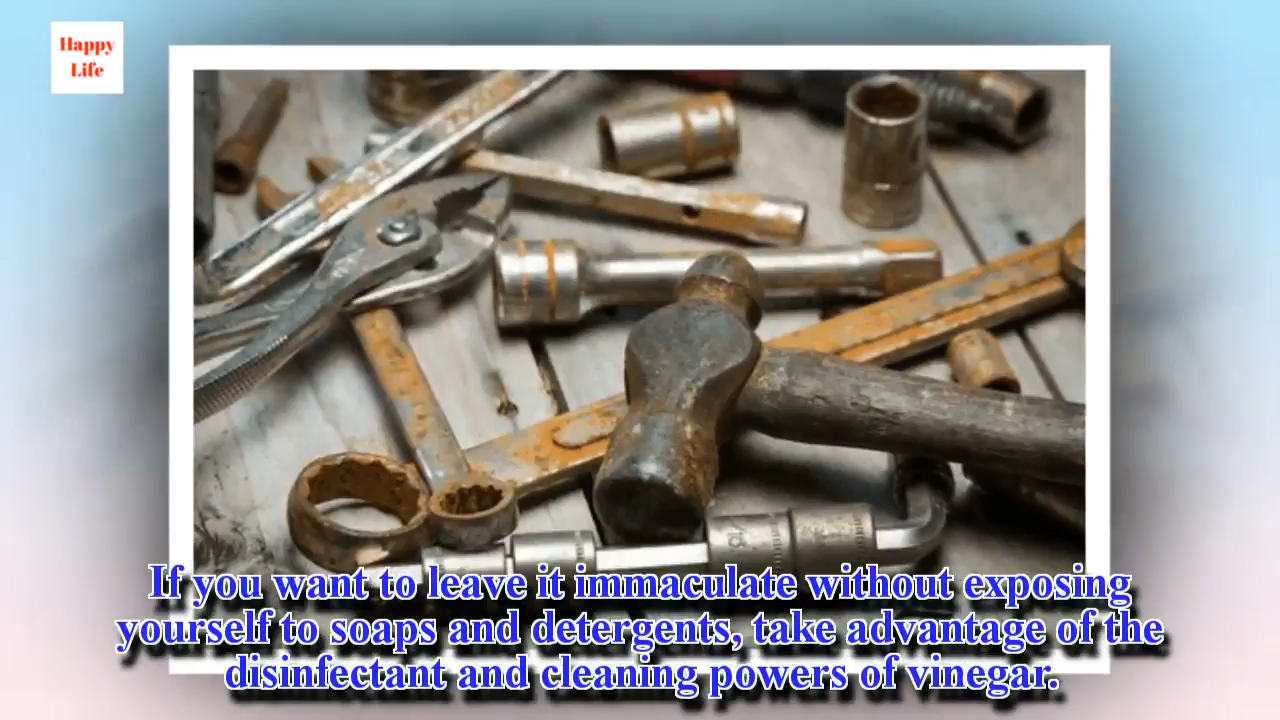 Happy
Life
If you want to leave it immaculate without exposing
yourself to soaps and detergents, take advantage of the
disinfectant and cleaning powers of vinegar.